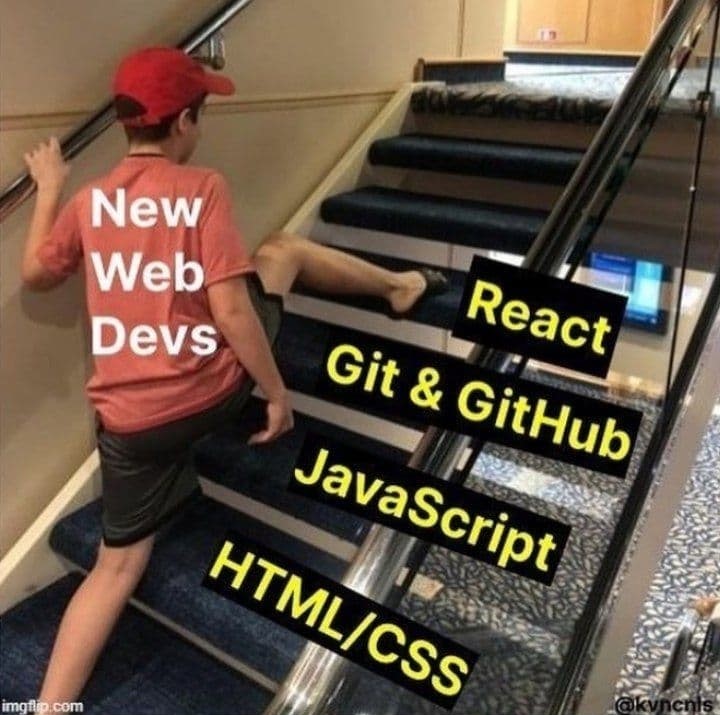 New
Web
Devs
React
Git & GitHub
JavaScript
HTML/CSS
imgflip.com
@kvncnls